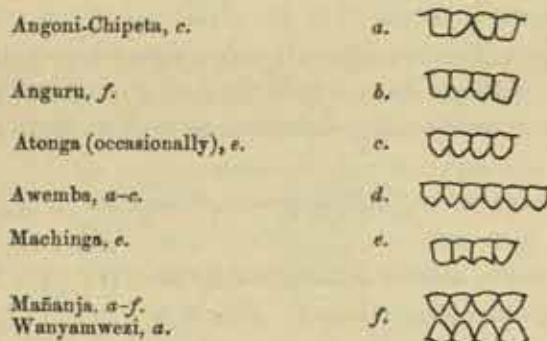 Angoni-Chipeta, c. a.
Anguru, f. b.
Atonga (occasionally), e. c.
Awemba, a–c. d.
Machinga, e. e.
Mañanja, a–f. f.
Wanyamwezi, a.